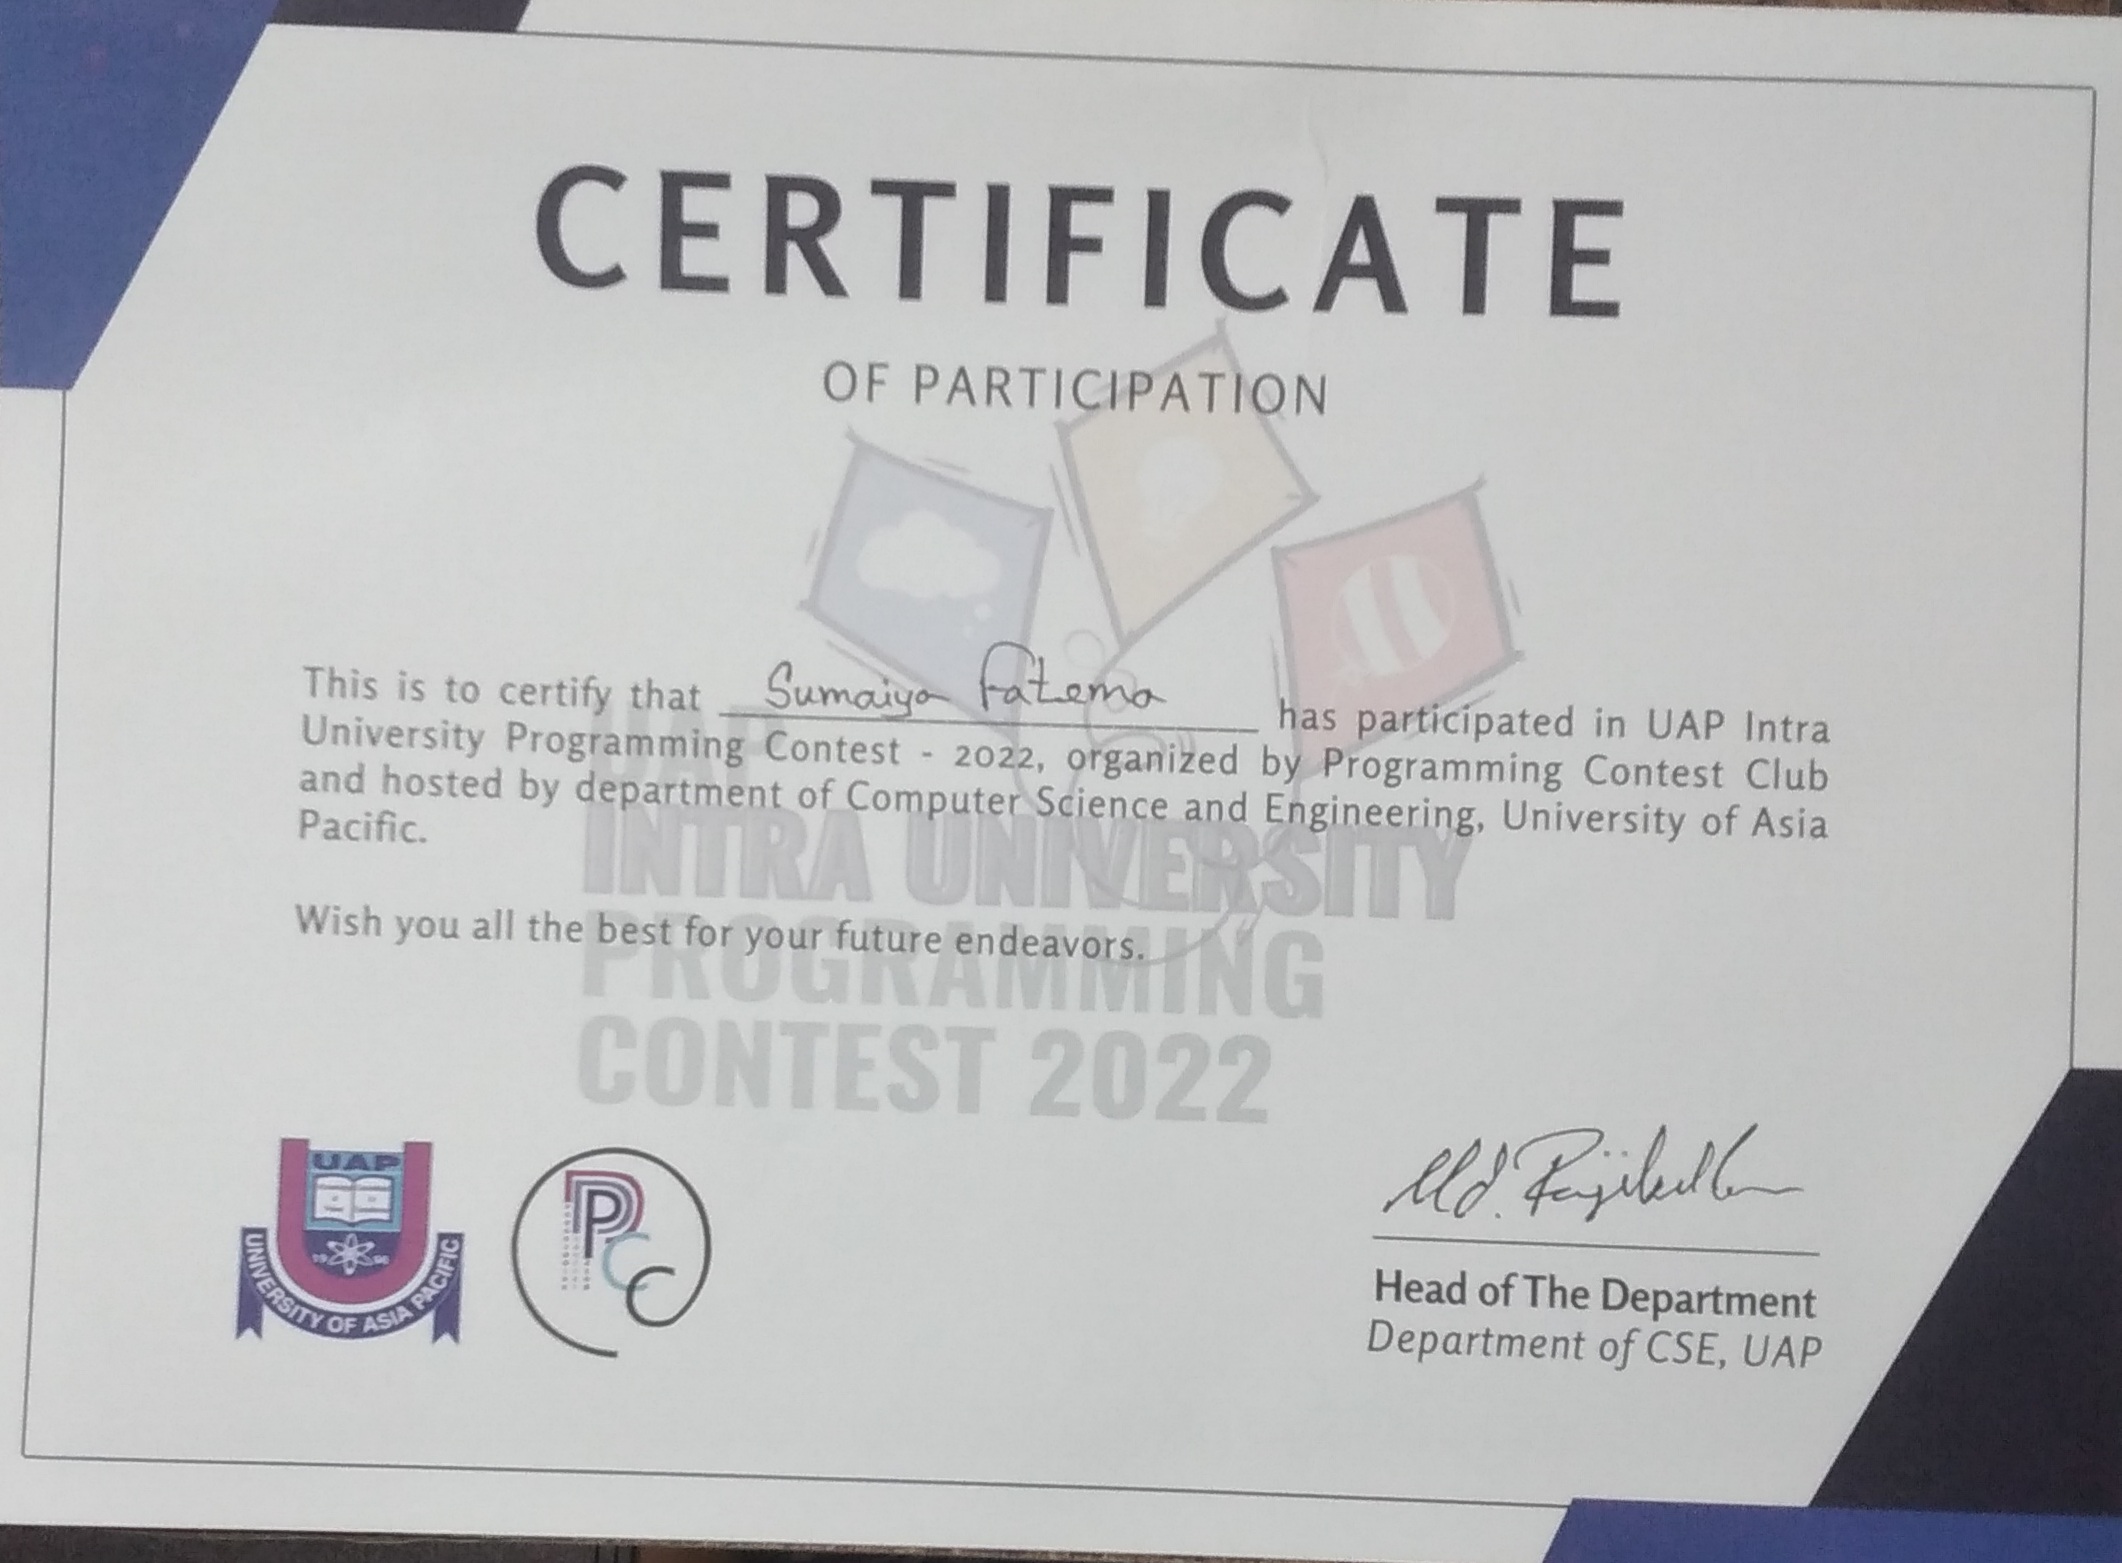 CERTIFICATE
OF PARTICIPATION
This is to certify that Sumaiya Fatema has participated in UAP Intra
University Programming Contest - 2022, organized by Programming Contest Club
and hosted by department of Computer Science and Engineering, University of Asia
Pacific.
Wish you all the best for your future endeavors.
UAP
INTRA UNIVERSITY
PROGRAMMING
CONTEST 2022
UAP
1996
UNIVERSITY OF ASIA PACIFIC
PCC
Md.
Head of The Department
Department of CSE, UAP